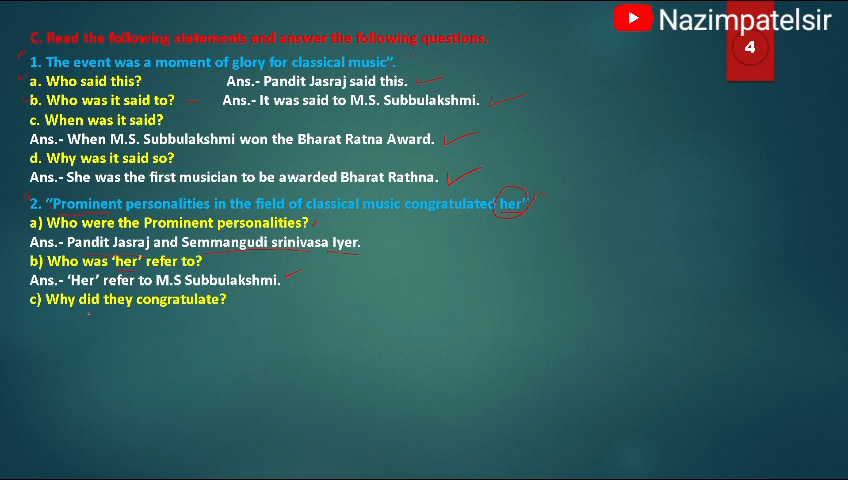 Nazimpatelsir
4
C. Read the following statements and answer the following questions.
1. The event was a moment of glory for classical music”.
a. Who said this? Ans.- Pandit Jasraj said this.
b. Who was it said to? Ans.- It was said to M.S. Subbulakshmi.
c. When was it said?
Ans.- When M.S. Subbulakshmi won the Bharat Ratna Award.
d. Why was it said so?
Ans.- She was the first musician to be awarded Bharat Rathna.
2. “Prominent personalities in the field of classical music congratulated her”
a) Who were the Prominent personalities?
Ans.- Pandit Jasraj and Semmangudi srinivasa Iyer.
b) Who was ‘her’ refer to?
Ans.- ‘Her’ refer to M.S Subbulakshmi.
c) Why did they congratulate?